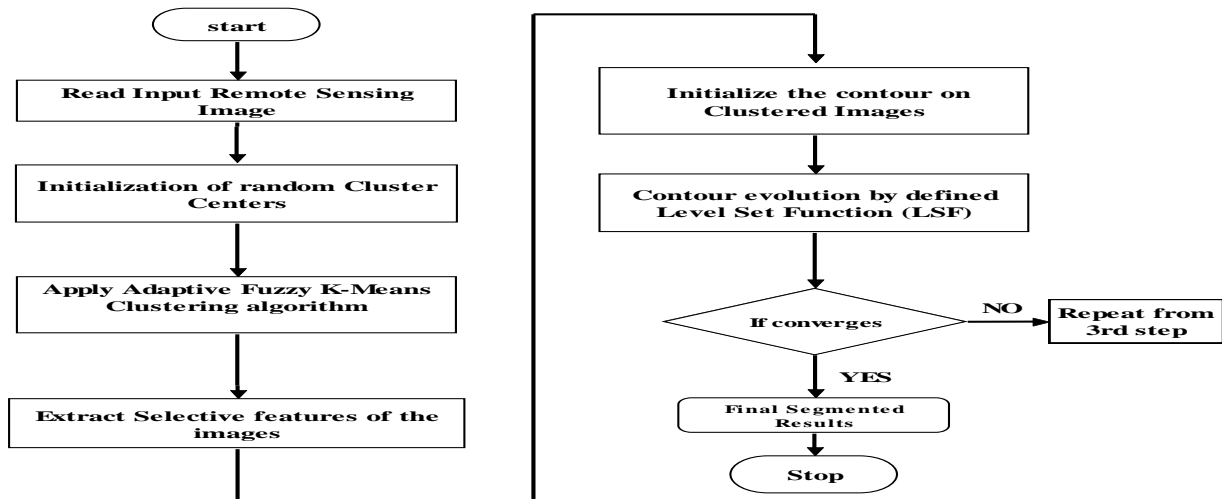 start
Read Input Remote Sensing
Image
Initialization of random Cluster
Centers
Apply Adaptive Fuzzy K-Means
Clustering algorithm
Extract Selective features of the
images
Initialize the contour on
Clustered Images
Contour evolution by defined
Level Set Function (LSF)
If converges
NO
Repeat from
3rd step
YES
Final Segmented
Results
Stop